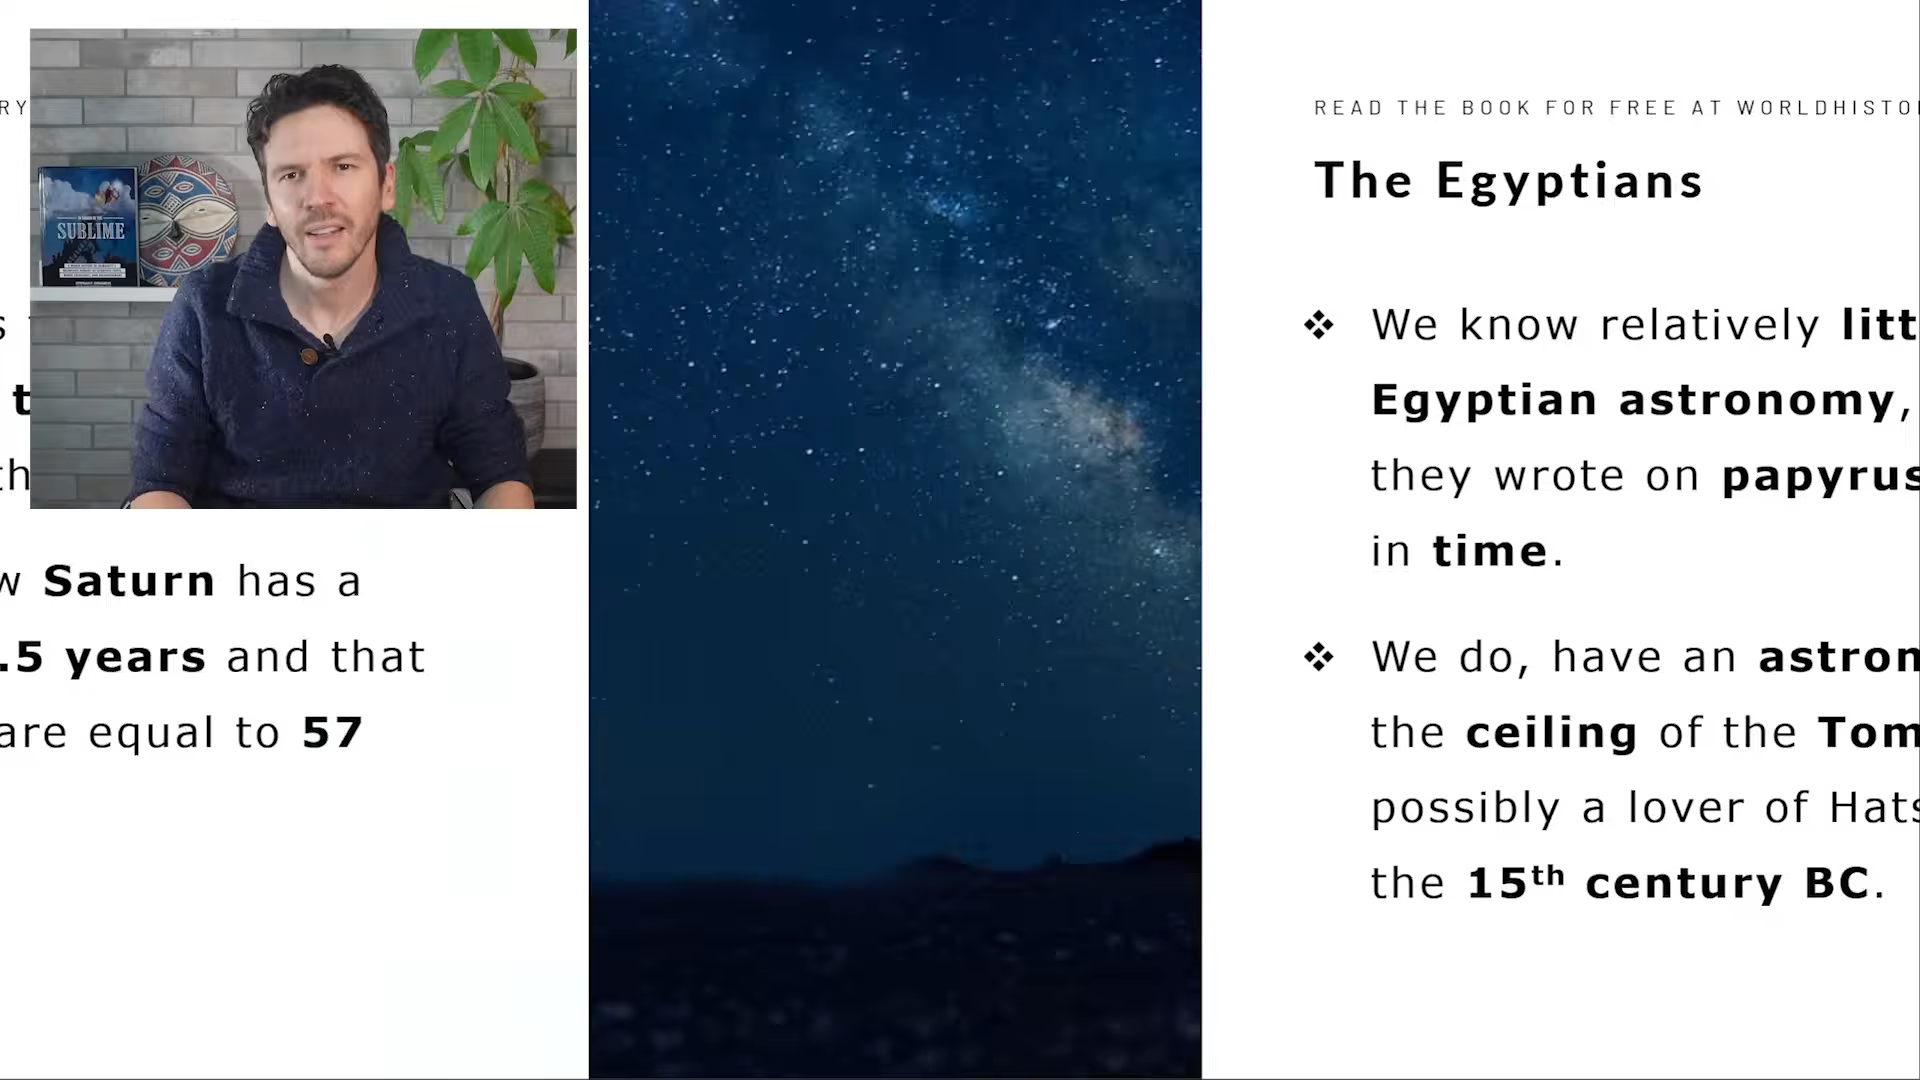 RY
SUBLIME
s
t
th
w Saturn has a
.5 years and that
are equal to 57
READ THE BOOK FOR FREE AT WORLDHISTO
The Egyptians
❖ We know relatively litt
Egyptian astronomy,
they wrote on papyrus
in time.
❖ We do, have an astron
the ceiling of the Tom
possibly a lover of Hats
the 15th century BC.